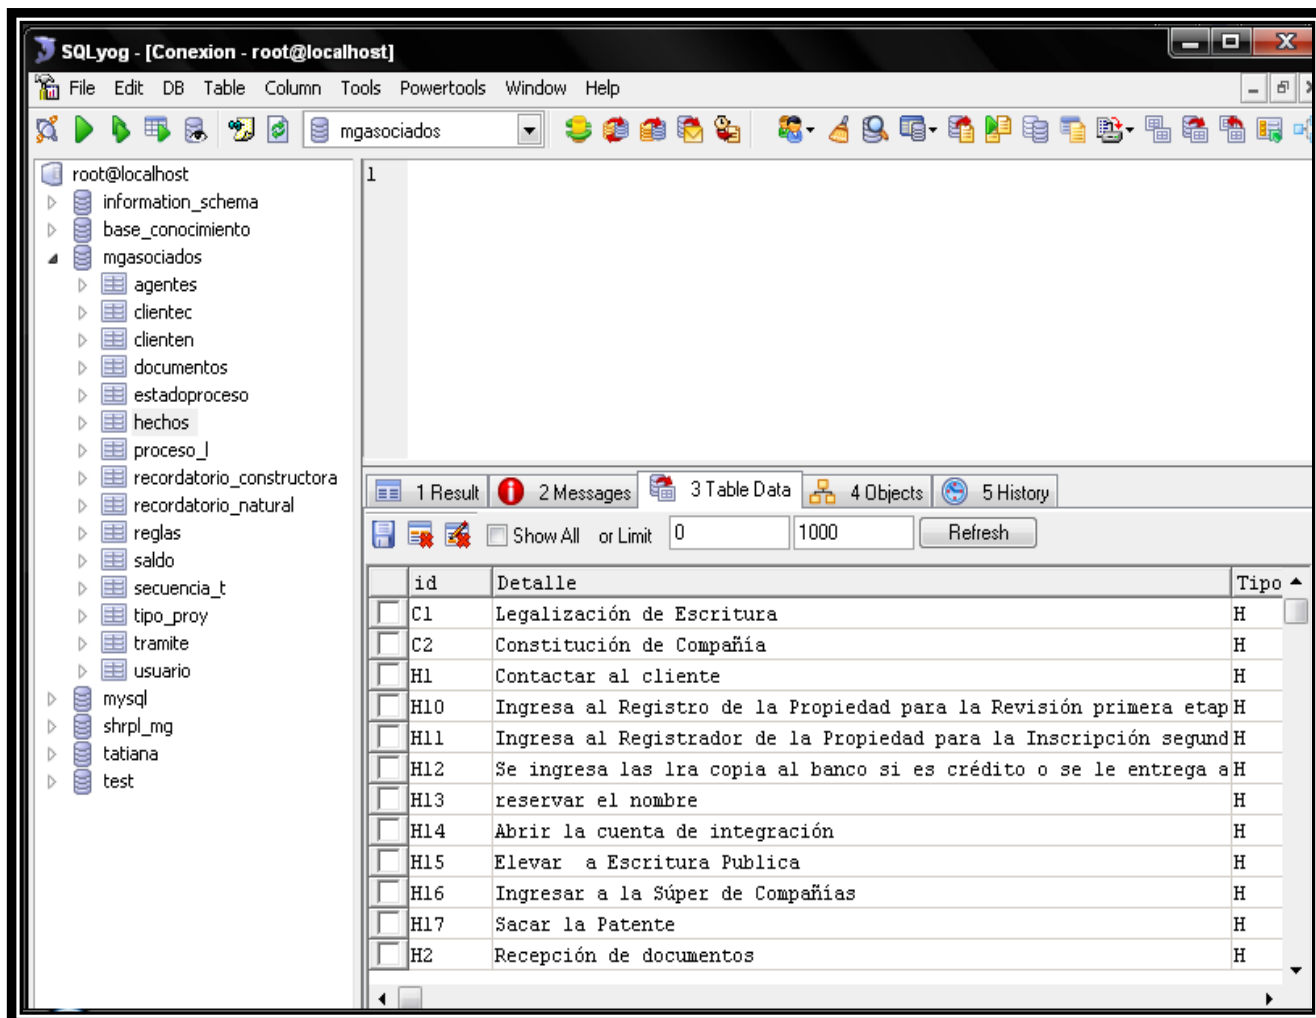 SQLyog - [Conexion - root@localhost]
File Edit DB Table Column Tools Powertools Window Help
mgasociados
root@localhost
information_schema
base_conocimiento
mgasociados
agentes
clientec
clienten
documentos
estadoproceso
hechos
proceso_l
recordatorio_constructora
recordatorio_natural
reglas
saldo
secuencia_t
tipo_proy
tramite
usuario
mysql
shrpl_mg
tatiana
test
1
1 Result 2 Messages 3 Table Data 4 Objects 5 History
Show All or Limit 0 1000 Refresh
id Detalle Tipo
C1 Legalización de Escritura H
C2 Constitución de Compañía H
H1 Contactar al cliente H
H10 Ingresa al Registro de la Propiedad para la Revisión primera etap H
H11 Ingresa al Registrador de la Propiedad para la Inscripción segund H
H12 Se ingresa las 1ra copia al banco si es crédito o se le entrega a H
H13 reservar el nombre H
H14 Abrir la cuenta de integración H
H15 Elevar  a Escritura Publica H
H16 Ingresar a la Súper de Compañías H
H17 Sacar la Patente H
H2 Recepción de documentos H